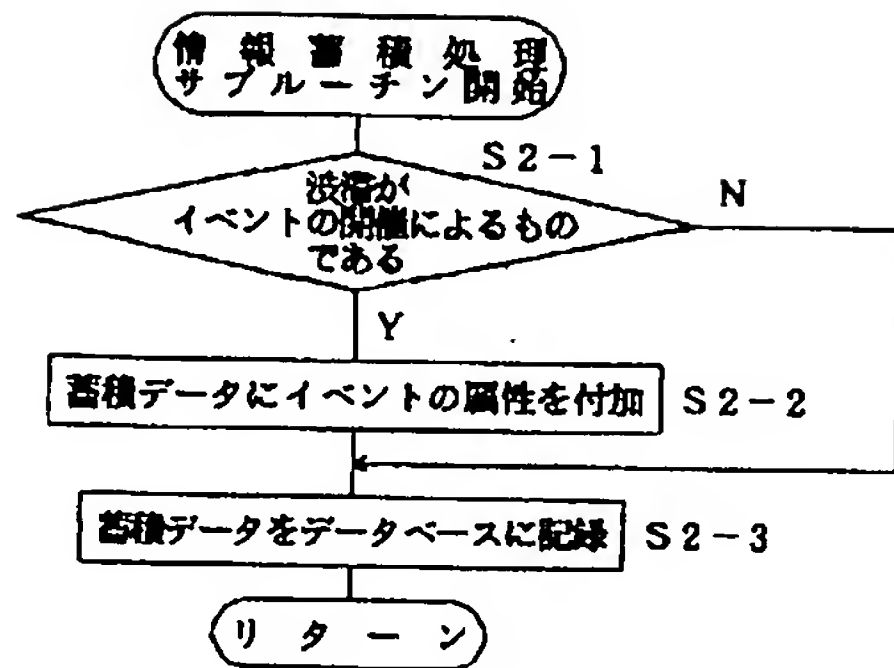 情報蓄積処理
サブルーチン開始
S2-1
渋滞が
イベントの開催によるもの
である
N
Y
蓄積データにイベントの属性を付加
S2-2
蓄積データをデータベースに記録
S2-3
リターン